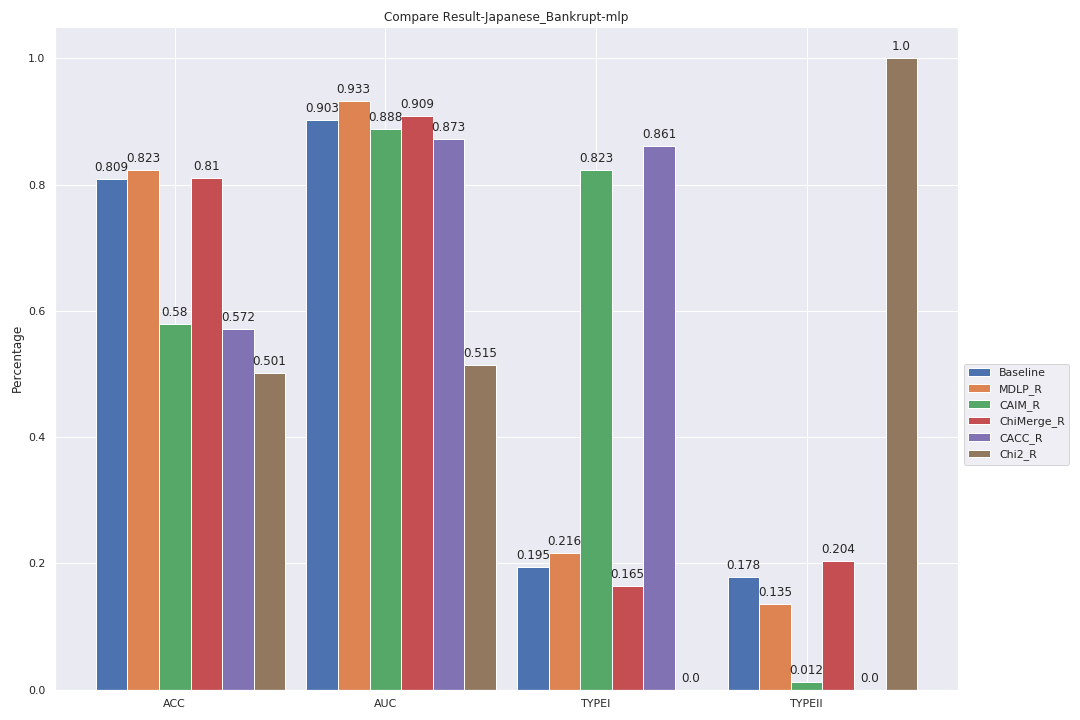 Compare Result-Japanese_Bankrupt-mlp
Percentage
1.0
0.8
0.6
0.4
0.2
0.0
0.809
0.823
0.58
0.81
0.572
0.501
0.903
0.933
0.888
0.909
0.873
0.515
0.195
0.216
0.823
0.165
0.861
0.0
0.178
0.135
0.012
0.204
0.0
1.0
ACC
AUC
TYPEI
TYPEII
Baseline
MDLP_R
CAIM_R
ChiMerge_R
CACC_R
Chi2_R